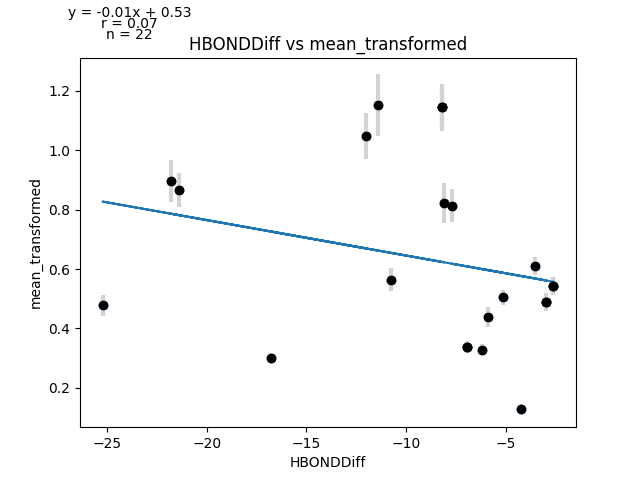 y = -0.01x + 0.53
r = 0.07
n = 22
HBONDDiff vs mean_transformed
mean_transformed
1.2
1.0
0.8
0.6
0.4
0.2
−25
−20
−15
−10
−5
HBONDDiff